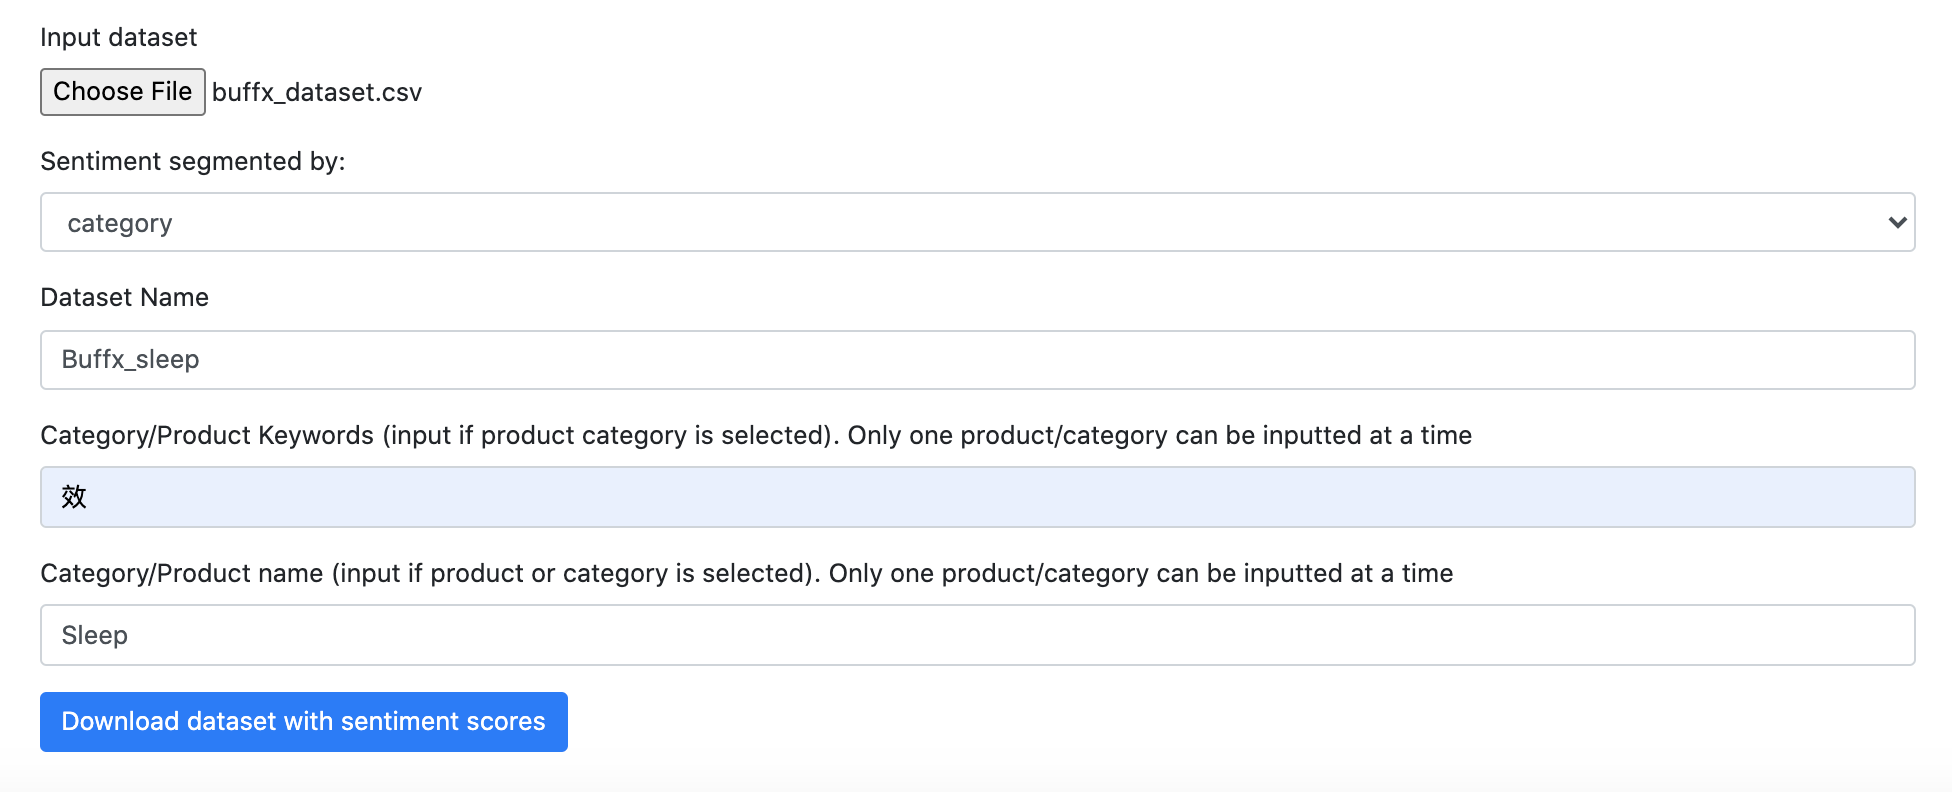 Input dataset
Choose File buffx_dataset.csv
Sentiment segmented by:
category
Dataset Name
Buffx_sleep
Category/Product Keywords (input if product category is selected). Only one product/category can be inputted at a time
效
Category/Product name (input if product or category is selected). Only one product/category can be inputted at a time
Sleep
Download dataset with sentiment scores